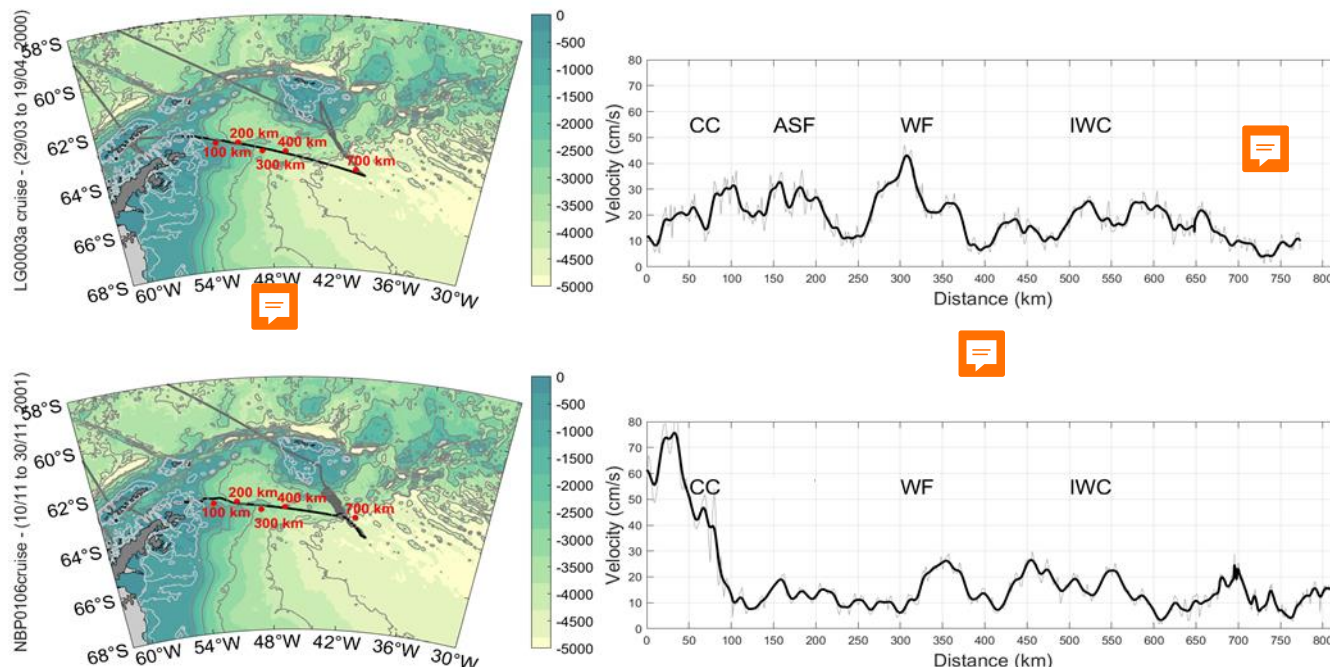 LG0003a cruise - (29/03 to 19/04, 2000)
58°S
60°S
62°S
64°S
66°S
68°S
60°W
54°W
48°W
42°W
36°W
30°W
100 km
200 km
300 km
400 km
700 km
0
-500
-1000
-1500
-2000
-2500
-3000
-3500
-4000
-4500
-5000
Velocity (cm/s)
80
70
60
50
40
30
20
10
0
CC ASF WF IWC
0 50 100 150 200 250 300 350 400 450 500 550 600 650 700 750 800
Distance (km)
NBP0106cruise - (10/11 to 30/11, 2001)
58°S
60°S
62°S
64°S
66°S
68°S
60°W
54°W
48°W
42°W
36°W
30°W
100 km
200 km
300 km
400 km
700 km
0
-500
-1000
-1500
-2000
-2500
-3000
-3500
-4000
-4500
-5000
Velocity (cm/s)
80
70
60
50
40
30
20
10
0
CC WF IWC
0 50 100 150 200 250 300 350 400 450 500 550 600 650 700 750 800
Distance (km)